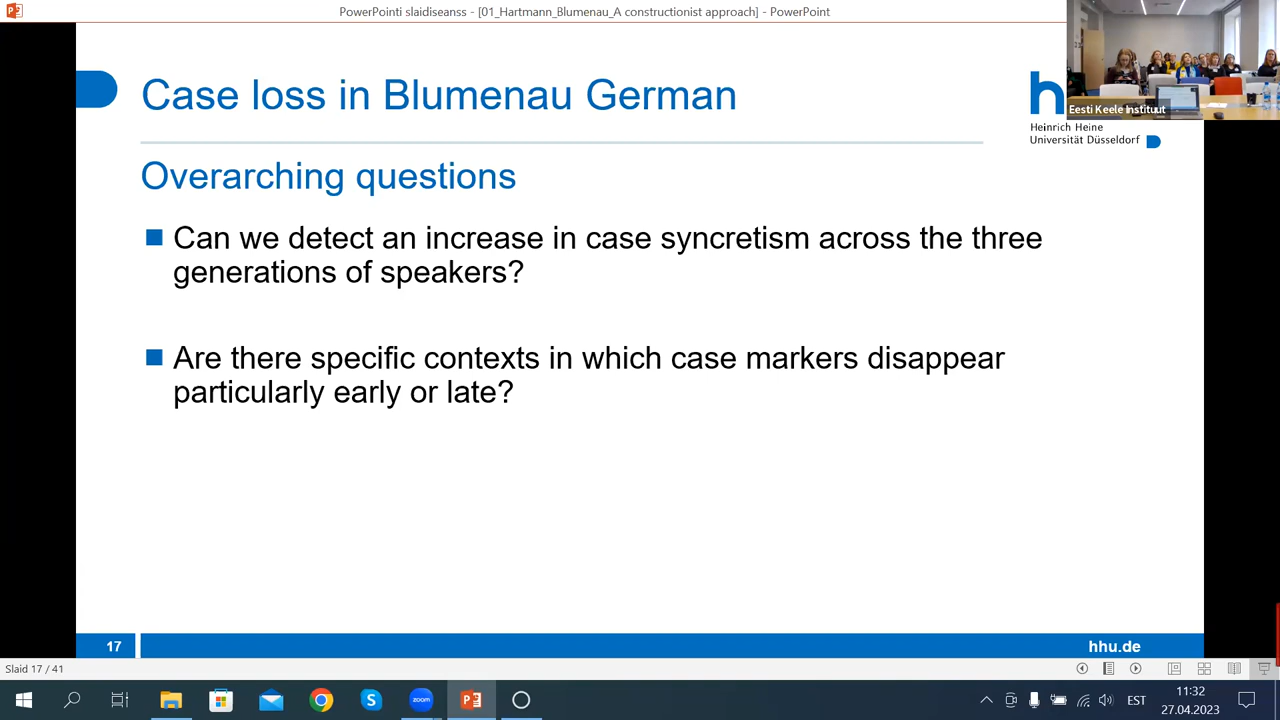 PowerPointi slaidiseanss - [01_Hartmann_Blumenau_A constructionist approach] - PowerPoint
Eesti Keele Instituut
Case loss in Blumenau German
h
Heinrich Heine
Universität Düsseldorf
Overarching questions
Can we detect an increase in case syncretism across the three
generations of speakers?
Are there specific contexts in which case markers disappear
particularly early or late?
17
hhu.de
Slaid 17 / 41
zoom
EST
11:32
27.04.2023